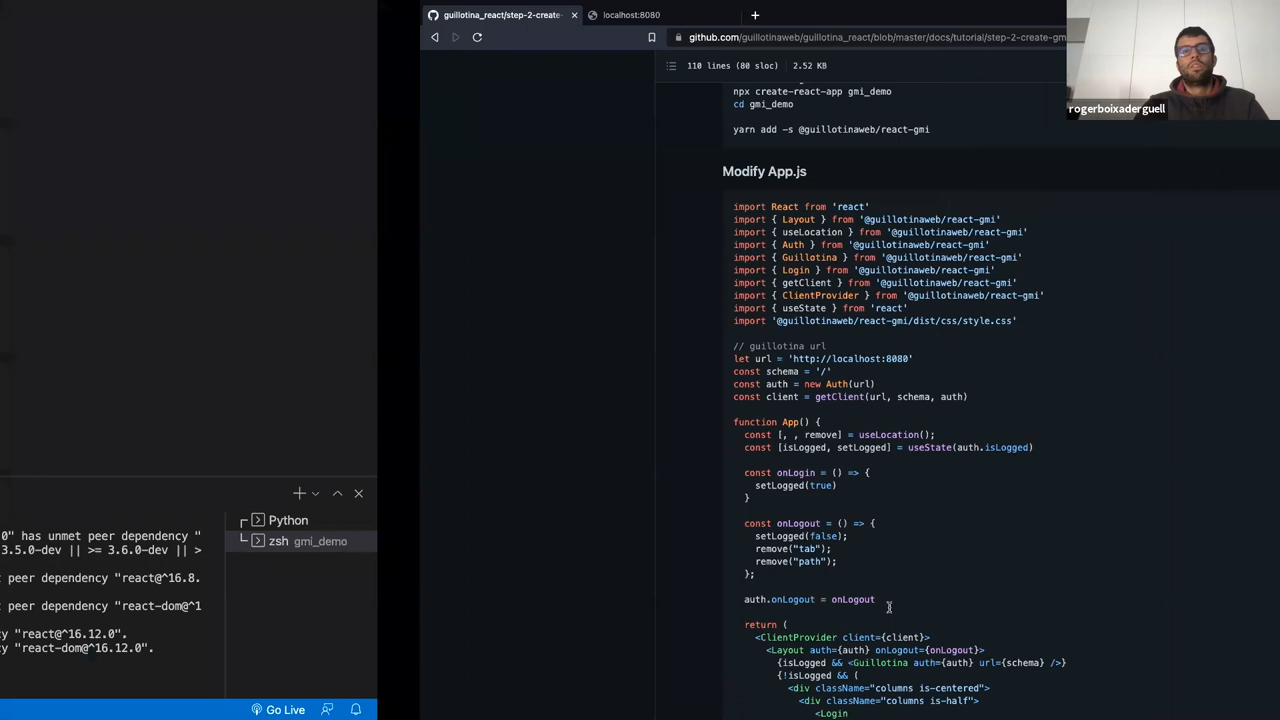 guillotina_react/step-2-create-
localhost:8080
github.com/guillotinaweb/guillotina_react/blob/master/docs/tutorial/step-2-create-gm
110 lines (80 sloc) 2.52 KB
rogerboixaderguell
npx create-react-app gmi_demo
cd gmi_demo
yarn add -s @guillotinaweb/react-gmi
Modify App.js
import React from 'react'
import { Layout } from '@guillotinaweb/react-gmi'
import { useLocation } from '@guillotinaweb/react-gmi'
import { Auth } from '@guillotinaweb/react-gmi'
import { Guillotina } from '@guillotinaweb/react-gmi'
import { Login } from '@guillotinaweb/react-gmi'
import { getClient } from '@guillotinaweb/react-gmi'
import { ClientProvider } from '@guillotinaweb/react-gmi'
import { useState } from 'react'
import '@guillotinaweb/react-gmi/dist/css/style.css'
// guillotina url
let url = 'http://localhost:8080'
const schema = '/'
const auth = new Auth(url)
const client = getClient(url, schema, auth)
function App() {
const [, , remove] = useLocation();
const [isLogged, setLogged] = useState(auth.isLogged)
const onLogin = () => {
setLogged(true)
}
const onLogout = () => {
setLogged(false);
remove("tab");
remove("path");
};
auth.onLogout = onLogout
return (
<ClientProvider client={client}>
<Layout auth={auth} onLogout={onLogout}>
{isLogged && <Guillotina auth={auth} url={schema} />}
{!isLogged && (
<div className="columns is-centered">
<div className="columns is-half">
<Login
Python
zsh gmi_demo
0" has unmet peer dependency "
3.5.0-dev || >= 3.6.0-dev || >
t peer dependency "react@^16.8.
t peer dependency "react-dom@^1
cy "react@^16.12.0".
cy "react-dom@^16.12.0".
Go Live